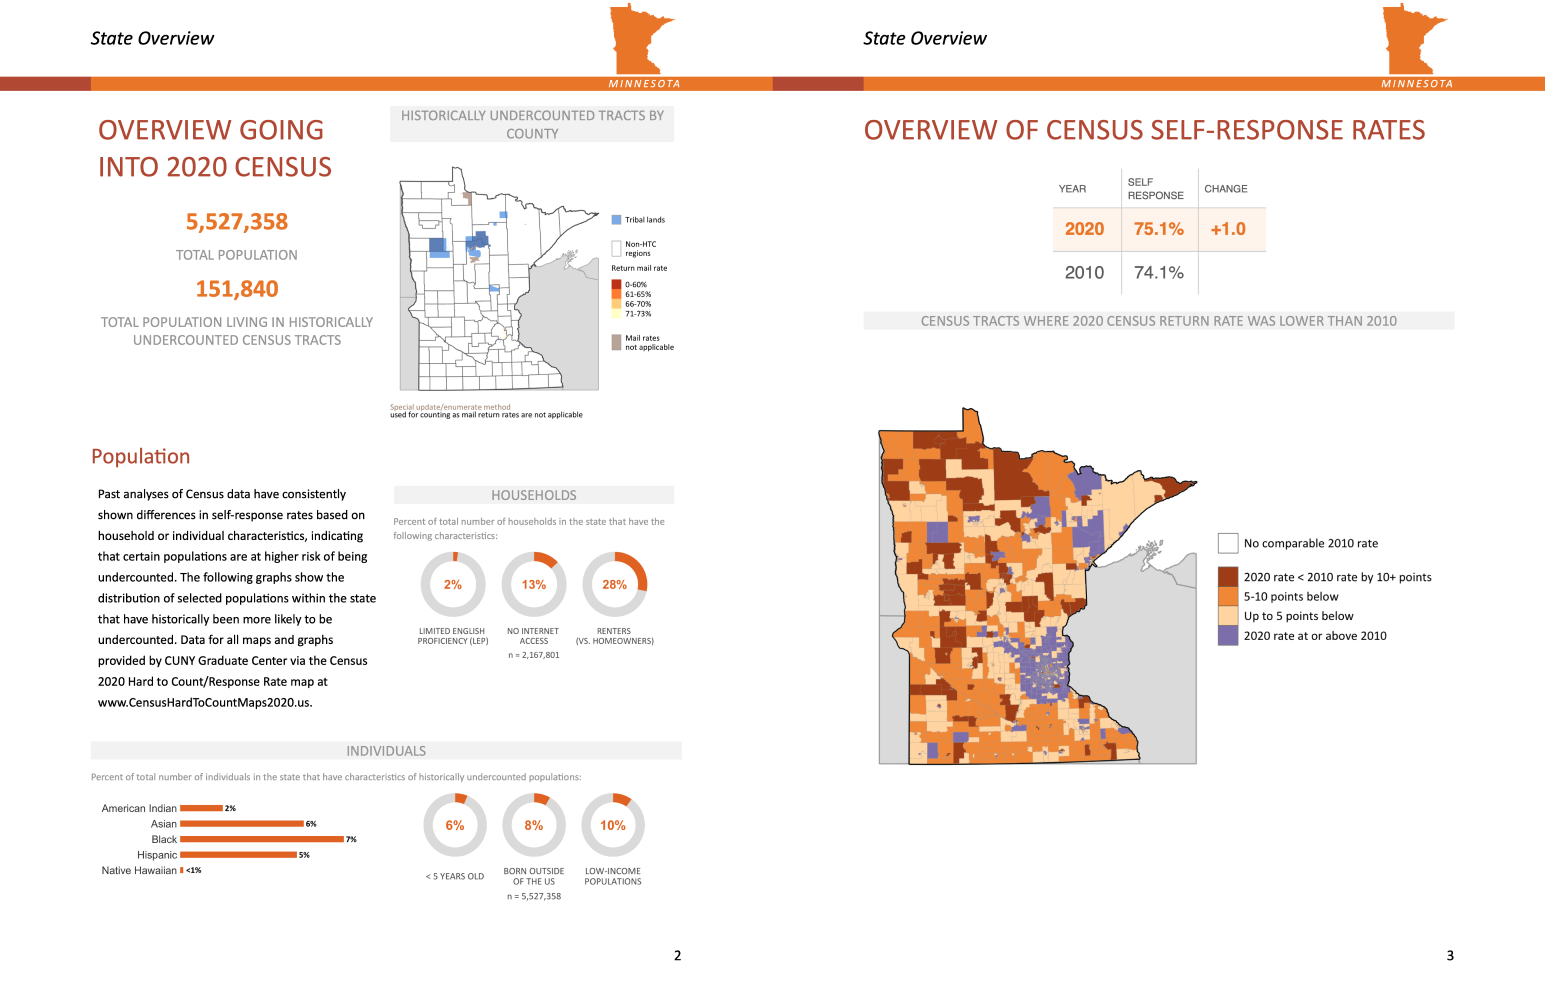 State Overview
MINNESOTA
OVERVIEW GOING
INTO 2020 CENSUS
5,527,358
TOTAL POPULATION
151,840
TOTAL POPULATION LIVING IN HISTORICALLY
UNDERCOUNTED CENSUS TRACTS
HISTORICALLY UNDERCOUNTED TRACTS BY
COUNTY
Tribal lands
Non-HTC
regions
Return mail rate
0-60%
61-65%
66-70%
71-73%
Mail rates
not applicable
Special update/enumerate method
used for counting as mail return rates are not applicable
Population
Past analyses of Census data have consistently
shown differences in self-response rates based on
household or individual characteristics, indicating
that certain populations are at higher risk of being
undercounted. The following graphs show the
distribution of selected populations within the state
that have historically been more likely to be
undercounted. Data for all maps and graphs
provided by CUNY Graduate Center via the Census
2020 Hard to Count/Response Rate map at
www.CensusHardToCountMaps2020.us.
HOUSEHOLDS
Percent of total number of households in the state that have the
following characteristics:
2%
13%
28%
LIMITED ENGLISH
PROFICIENCY (LEP)
NO INTERNET
ACCESS
RENTERS
(VS. HOMEOWNERS)
n = 2,167,801
INDIVIDUALS
Percent of total number of individuals in the state that have characteristics of historically undercounted populations:
American Indian 2%
Asian 6%
Black 7%
Hispanic 5%
Native Hawaiian <1%
6%
8%
10%
< 5 YEARS OLD
BORN OUTSIDE
OF THE US
LOW-INCOME
POPULATIONS
n = 5,527,358
2
State Overview
MINNESOTA
OVERVIEW OF CENSUS SELF-RESPONSE RATES
YEAR SELF RESPONSE CHANGE
2020 75.1% +1.0
2010 74.1%
CENSUS TRACTS WHERE 2020 CENSUS RETURN RATE WAS LOWER THAN 2010
No comparable 2010 rate
2020 rate < 2010 rate by 10+ points
5-10 points below
Up to 5 points below
2020 rate at or above 2010
3